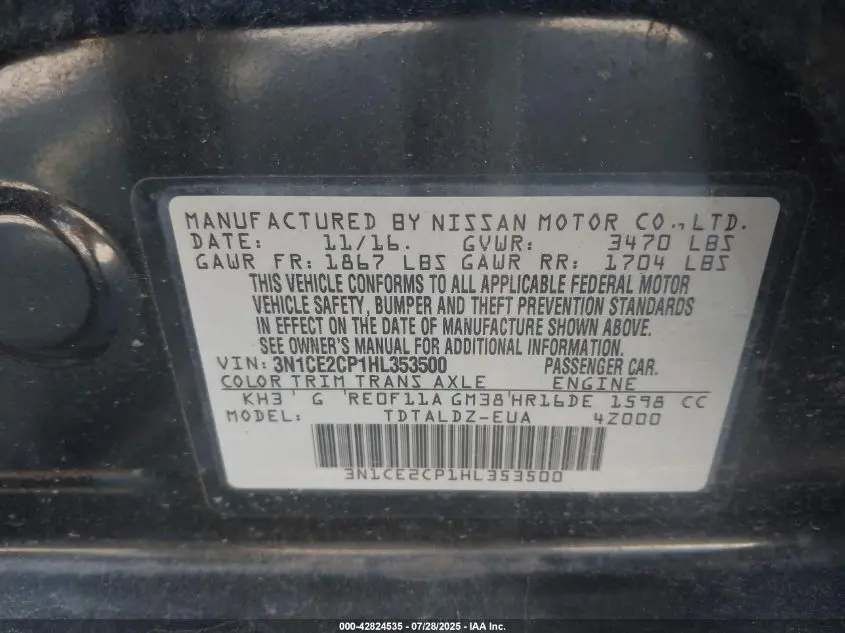 MANUFACTURED BY NISSAN MOTOR CO., LTD.
DATE: 11/16. GVWR: 3470 LBS
GAWR FR: 1867 LBS GAWR RR: 1704 LBS
THIS VEHICLE CONFORMS TO ALL APPLICABLE FEDERAL MOTOR
VEHICLE SAFETY, BUMPER AND THEFT PREVENTION STANDARDS
IN EFFECT ON THE DATE OF MANUFACTURE SHOWN ABOVE.
SEE OWNER'S MANUAL FOR ADDITIONAL INFORMATION.
VIN: 3N1CE2CP1HL353500 PASSENGER CAR.
COLOR TRIM TRANS AXLE ENGINE
KH3 G RE0F11A GM38 HR16DE 1598 CC
MODEL: TDTALDZ-EUA 4Z000
3N1CE2CP1HL353500
000-42824535 - 07/28/2025 - IAA Inc.